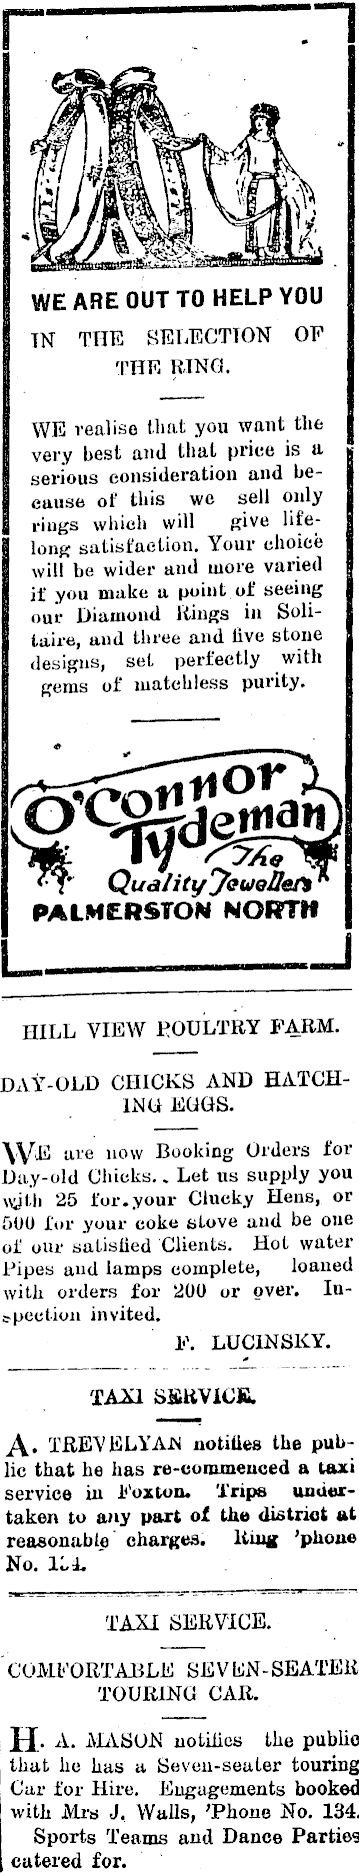 WE ARE OUT TO HELP YOU
IN THE SELECTION OF
THE RING.
WE realise that you want the
very best and that price is a
serious consideration and be-
cause of this we sell only
rings which will give life-
long satisfaction. Your choice
will be wider and more varied
if you make a point of seeing
our Diamond Rings in Soli-
taire, and three and five stone
designs, set perfectly with
gems of matchless purity.
O'Connor
Tydeman
The
Quality Jewellers
PALMERSTON NORTH
HILL VIEW POULTRY FARM.
DAY-OLD CHICKS AND HATCH-
ING EGGS.
WE are now Booking Orders for
Day-old Chicks. Let us supply you
with 25 for your Clucky Hens, or
500 for your coke stove and be one
of our satisfied Clients. Hot water
Pipes and lamps complete, loaned
with orders for 200 or over. In-
spection invited.
F. LUCINSKY.
TAXI SERVICE.
A. TREVELYAN notifies the pub-
lic that he has re-commenced a taxi
service in Foxton. Trips under-
taken to any part of the district at
reasonable charges. Ring 'phone
No.
TAXI SERVICE.
COMFORTABLE SEVEN-SEATER
TOURING CAR.
H. A. MASON notifies the public
that he has a Seven-seater touring
Car for Hire. Engagements booked
with Mrs J. Walls, 'Phone No. 134.
Sports Teams and Dance Parties
catered for.